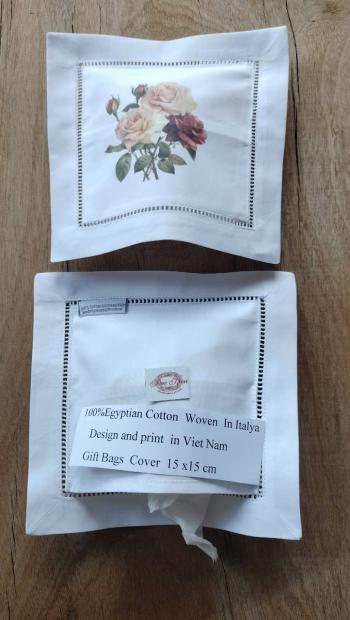 100%Egyptian Cotton Woven In Italya
Design and print in Viet Nam
Gift Bags Cover 15 x15 cm